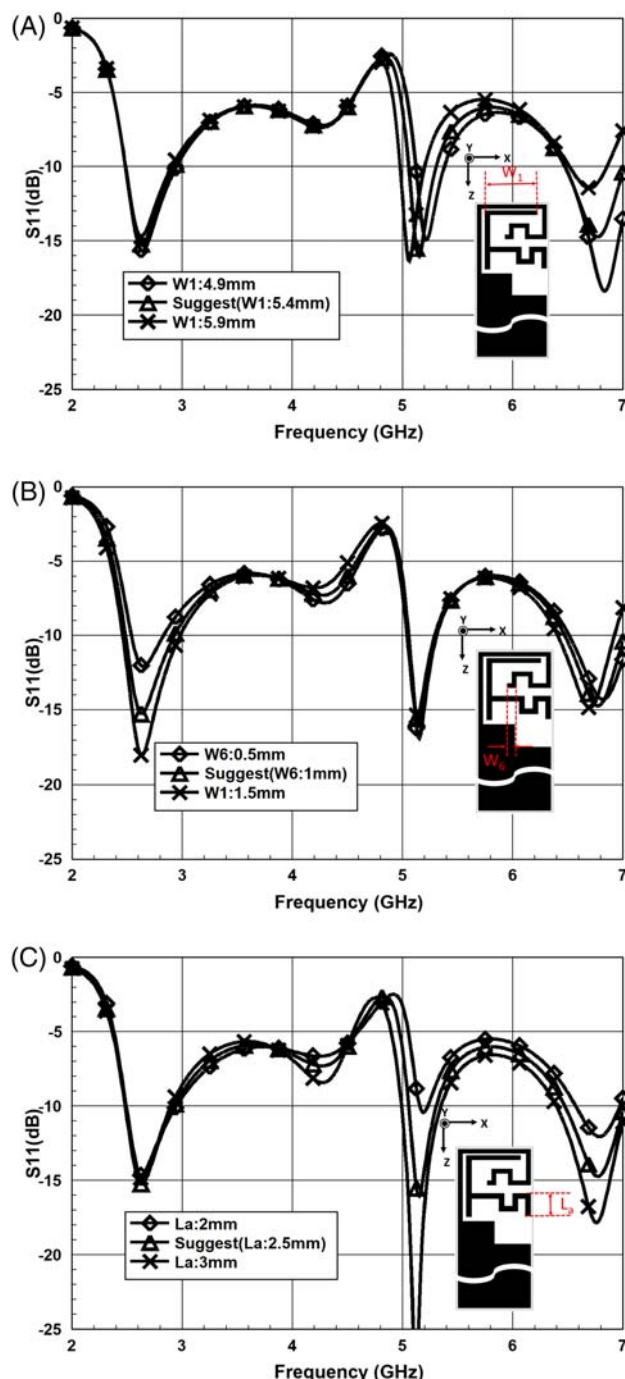 (A)
0
-5
-10
-15
-20
-25
S11(dB)
Y
X
Z
W1
W1:4.9mm
Suggest(W1:5.4mm)
W1:5.9mm
2 3 4 5 6 7
Frequency (GHz)
(B)
0
-5
-10
-15
-20
-25
S11(dB)
Y
X
Z
W6
W6:0.5mm
Suggest(W6:1mm)
W1:1.5mm
2 3 4 5 6 7
Frequency (GHz)
(C)
0
-5
-10
-15
-20
-25
S11(dB)
Y
X
Z
La
La:2mm
Suggest(La:2.5mm)
La:3mm
2 3 4 5 6 7
Frequency (GHz)